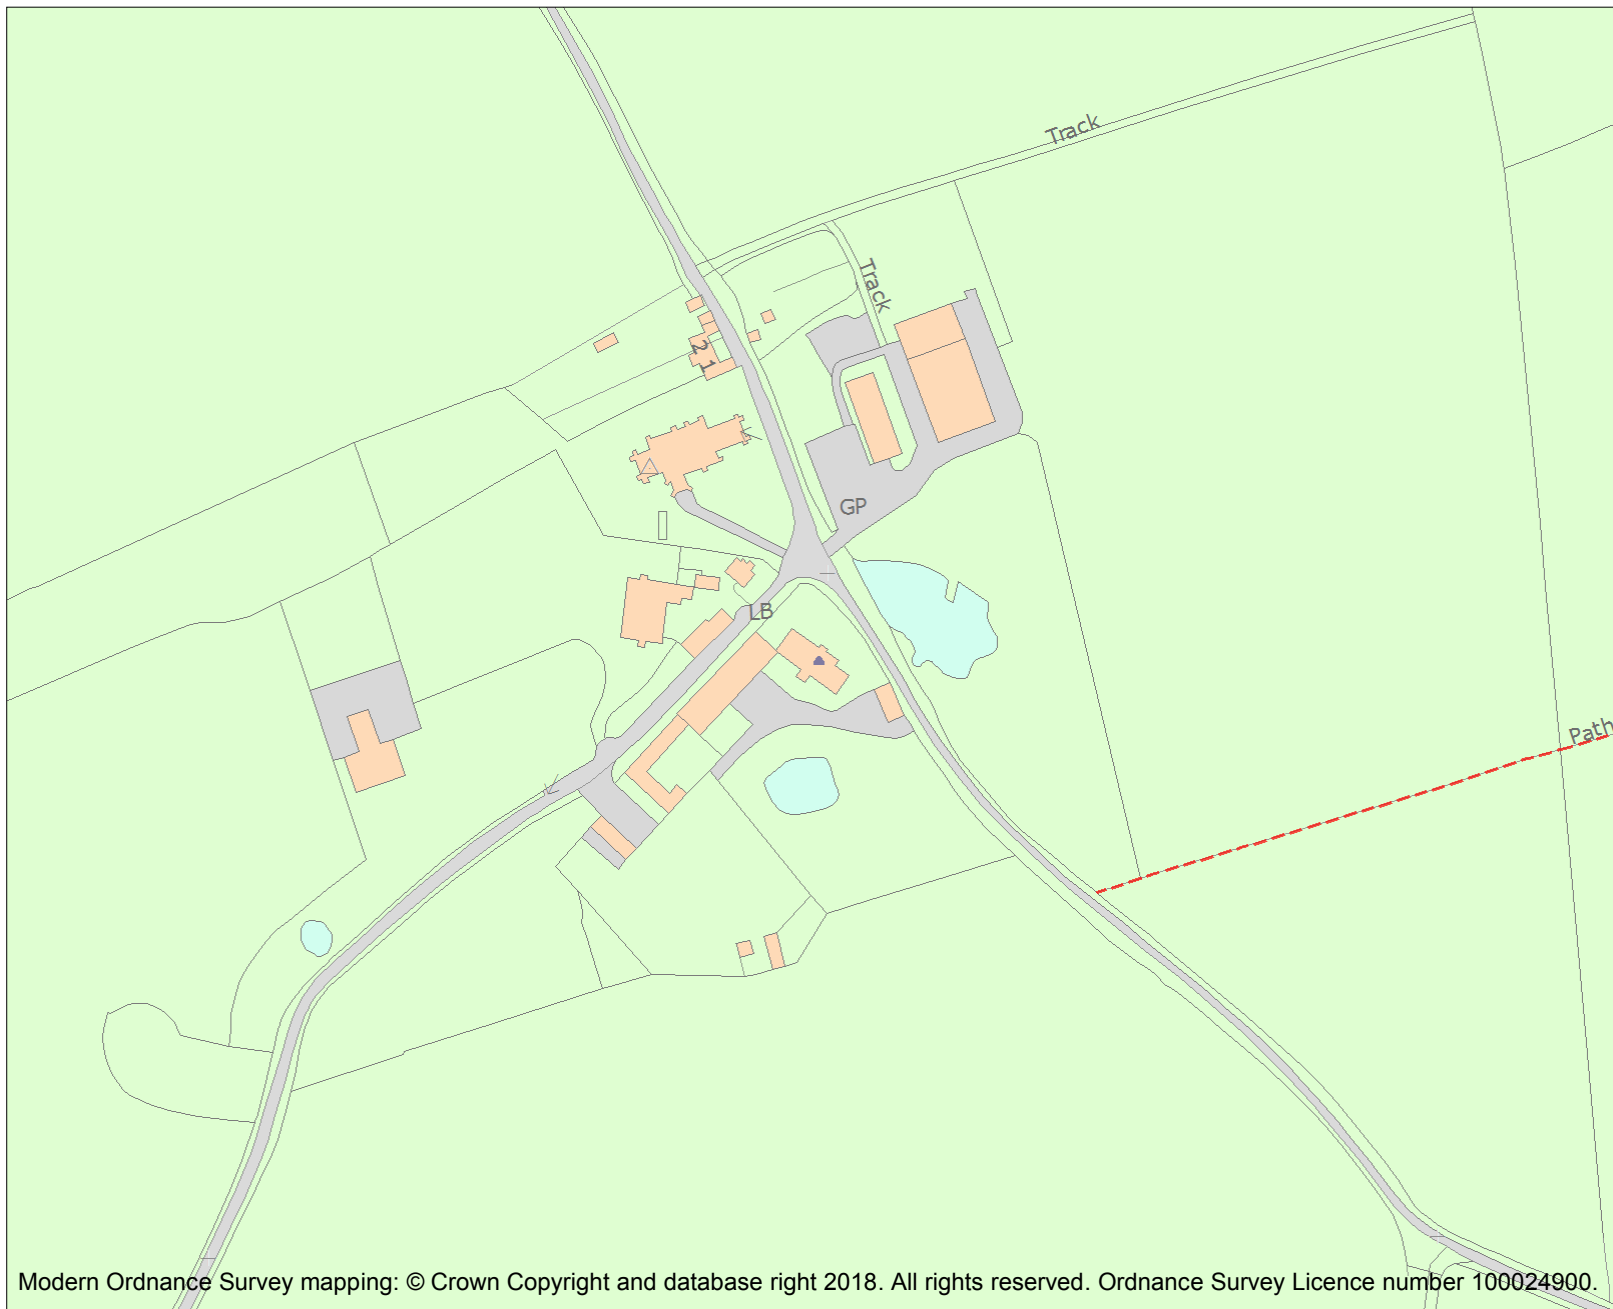 Track
Track
2
1
GP
LB
Path
Modern Ordnance Survey mapping: © Crown Copyright and database right 2018. All rights reserved. Ordnance Survey Licence number 100024900.